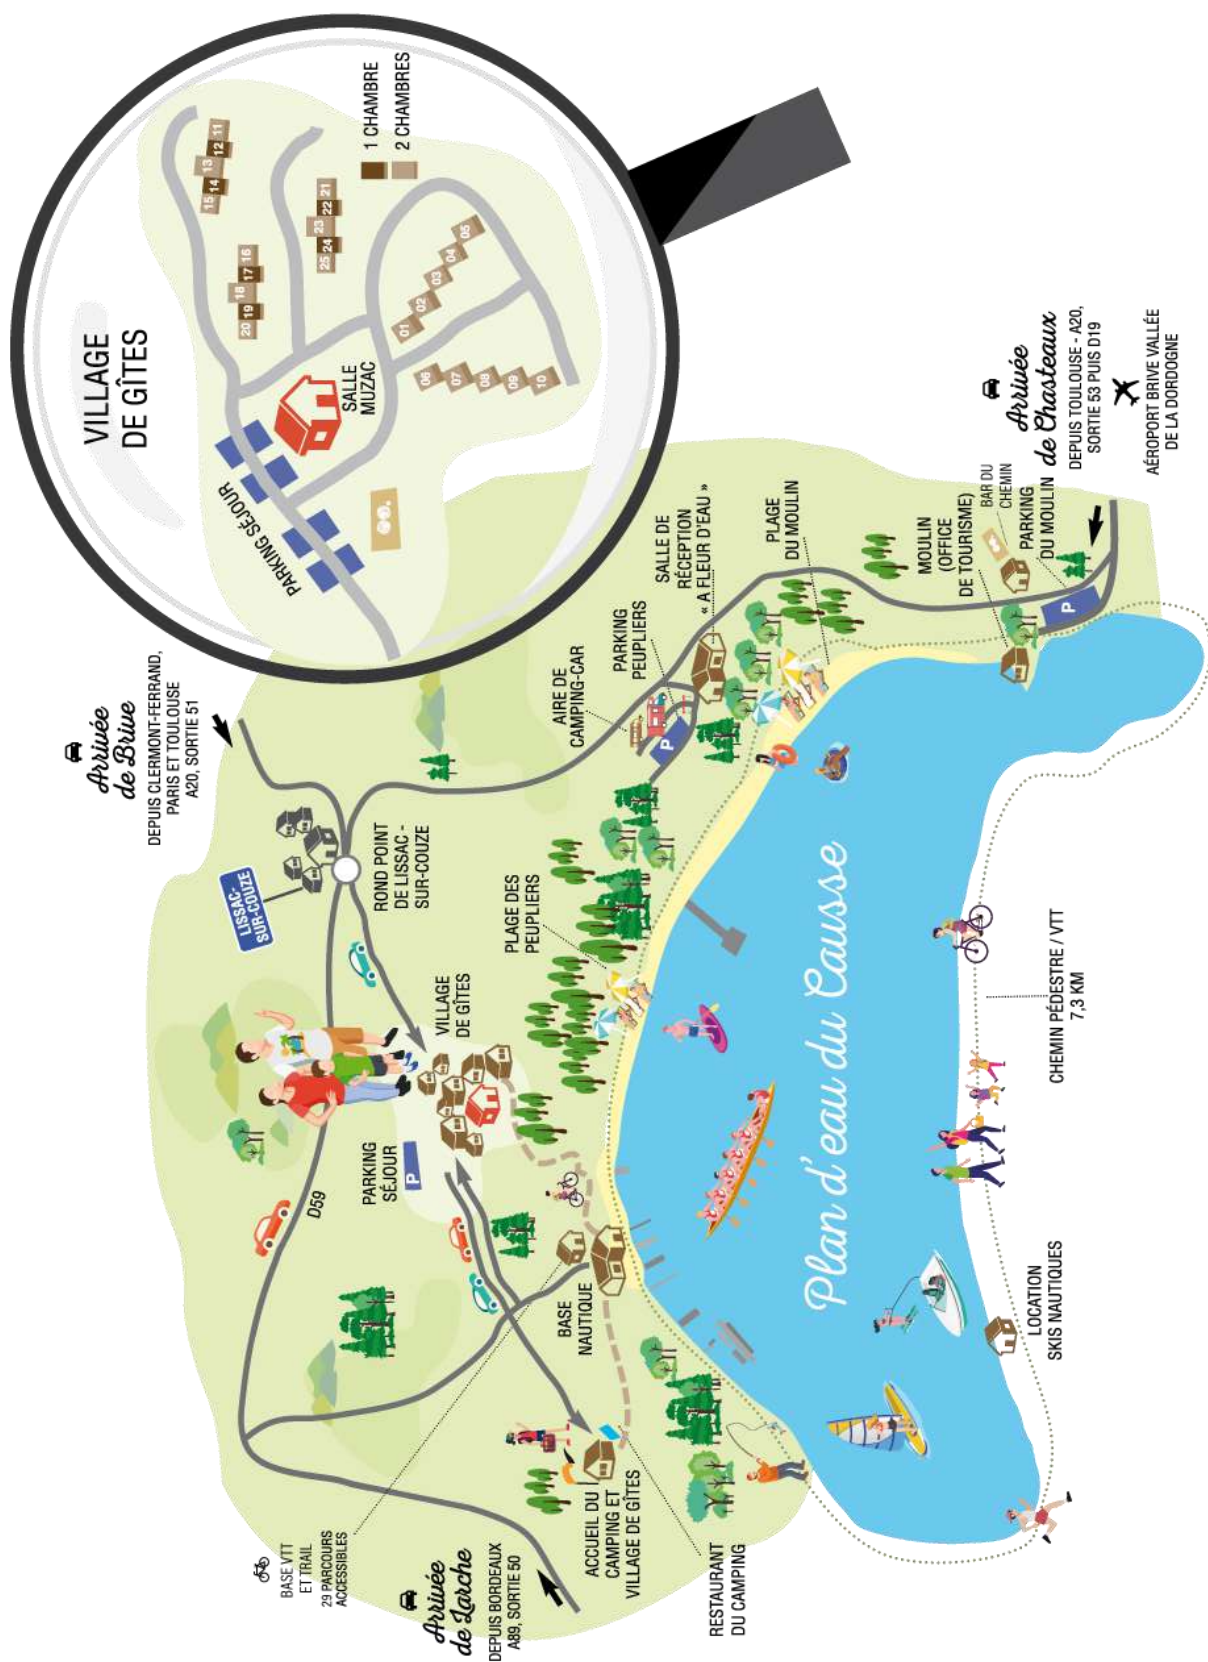 VILLAGE
DE GÎTES
PARKING SÉJOUR
SALLE
MUZAC
1 CHAMBRE
2 CHAMBRES
15
14
13
12
11
20
19
18
17
16
25
24
23
22
21
01
02
03
04
05
06
07
08
09
10
Arrivée
de Brive
DEPUIS CLERMONT-FERRAND,
PARIS ET TOULOUSE
A20, SORTIE 51
LISSAC-
SUR-COUZE
ROND POINT
DE LISSAC -
SUR-COUZE
D59
VILLAGE
DE GÎTES
PARKING
SÉJOUR
P
BASE VTT
ET TRAIL
29 PARCOURS
ACCESSIBLES
Arrivée
de Larche
DEPUIS BORDEAUX
A89, SORTIE 50
ACCUEIL DU
CAMPING ET
VILLAGE DE GÎTES
RESTAURANT
DU CAMPING
BASE
NAUTIQUE
PLAGE DES
PEUPLIERS
AIRE DE
CAMPING-CAR
PARKING
PEUPLIERS
P
SALLE DE
RÉCEPTION
« A FLEUR D'EAU »
PLAGE
DU MOULIN
MOULIN
(OFFICE
DE TOURISME)
BAR DU
CHEMIN
PARKING
DU MOULIN
P
Arrivée
de Chasteaux
DEPUIS TOULOUSE - A20,
SORTIE 53 PUIS D19
AÉROPORT BRIVE VALLÉE
DE LA DORDOGNE
Plan d'eau du Causse
LOCATION
SKIS NAUTIQUES
CHEMIN PÉDESTRE / VTT
7,3 KM